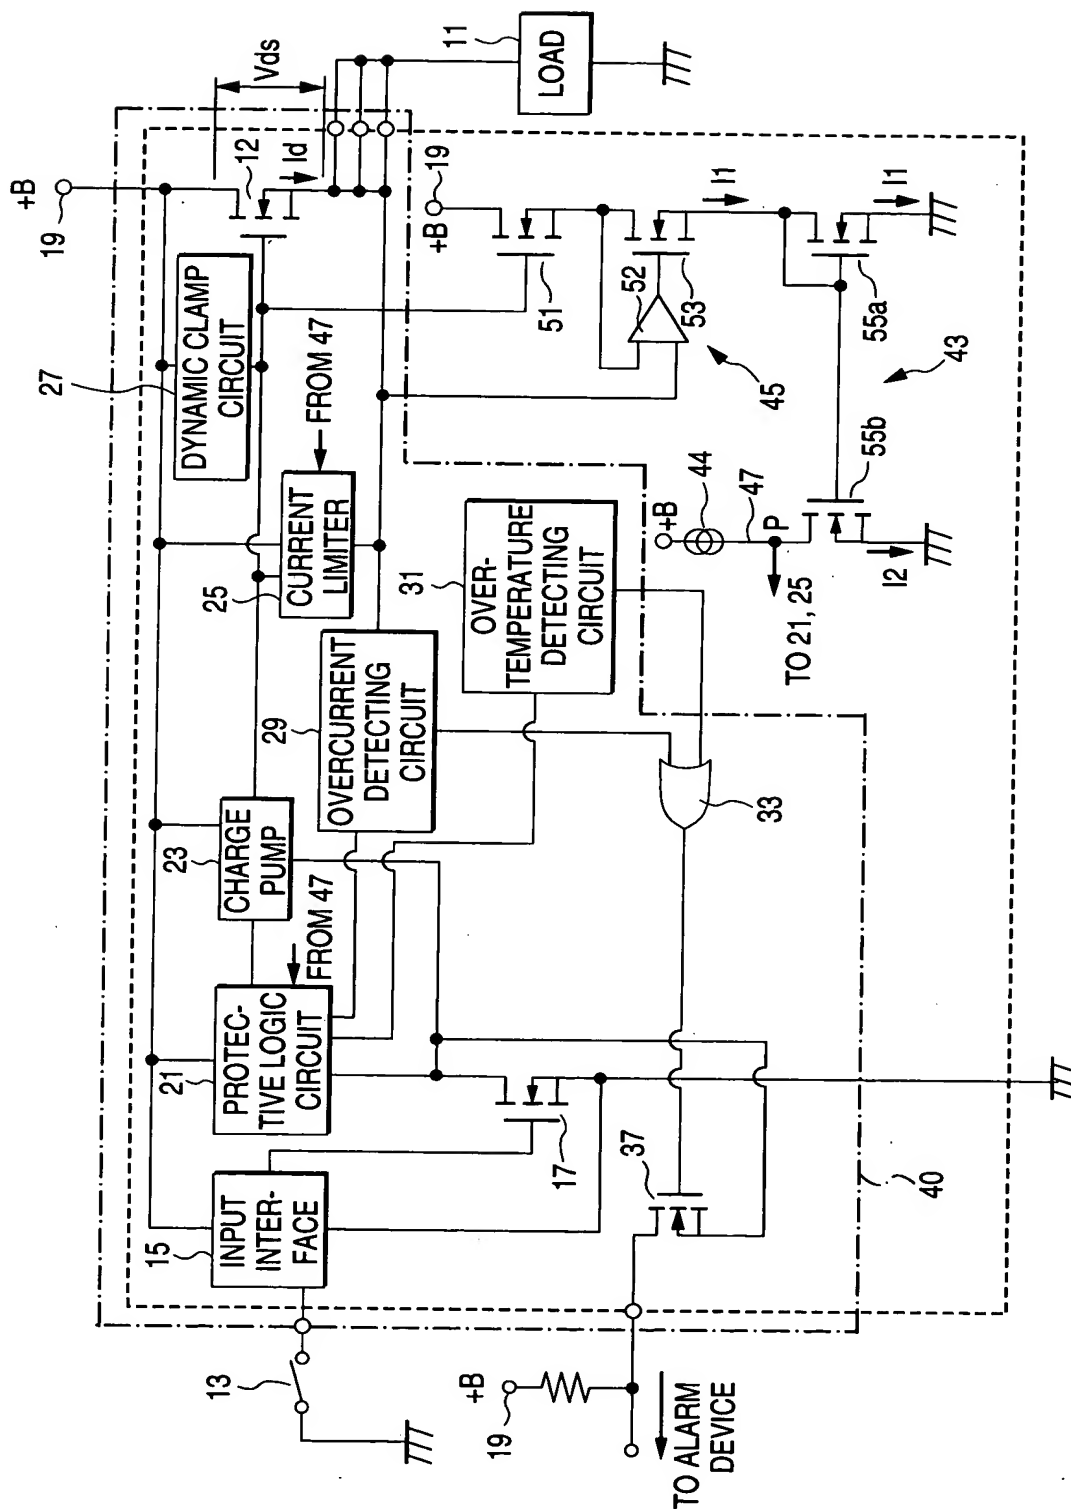 +B
19
Vds
12
Id
11
LOAD
27
DYNAMIC CLAMP
CIRCUIT
FROM 47
25
CURRENT
LIMITER
+B
19
51
52
53
45
I1
I1
55a
43
55b
+B
44
47
P
I2
TO 21, 25
31
OVER-
TEMPERATURE
DETECTING
CIRCUIT
29
OVERCURRENT
DETECTING
CIRCUIT
33
23
CHARGE
PUMP
FROM 47
21
PROTEC-
TIVE LOGIC
CIRCUIT
17
37
40
15
INPUT
INTER-
FACE
13
+B
19
TO ALARM
DEVICE